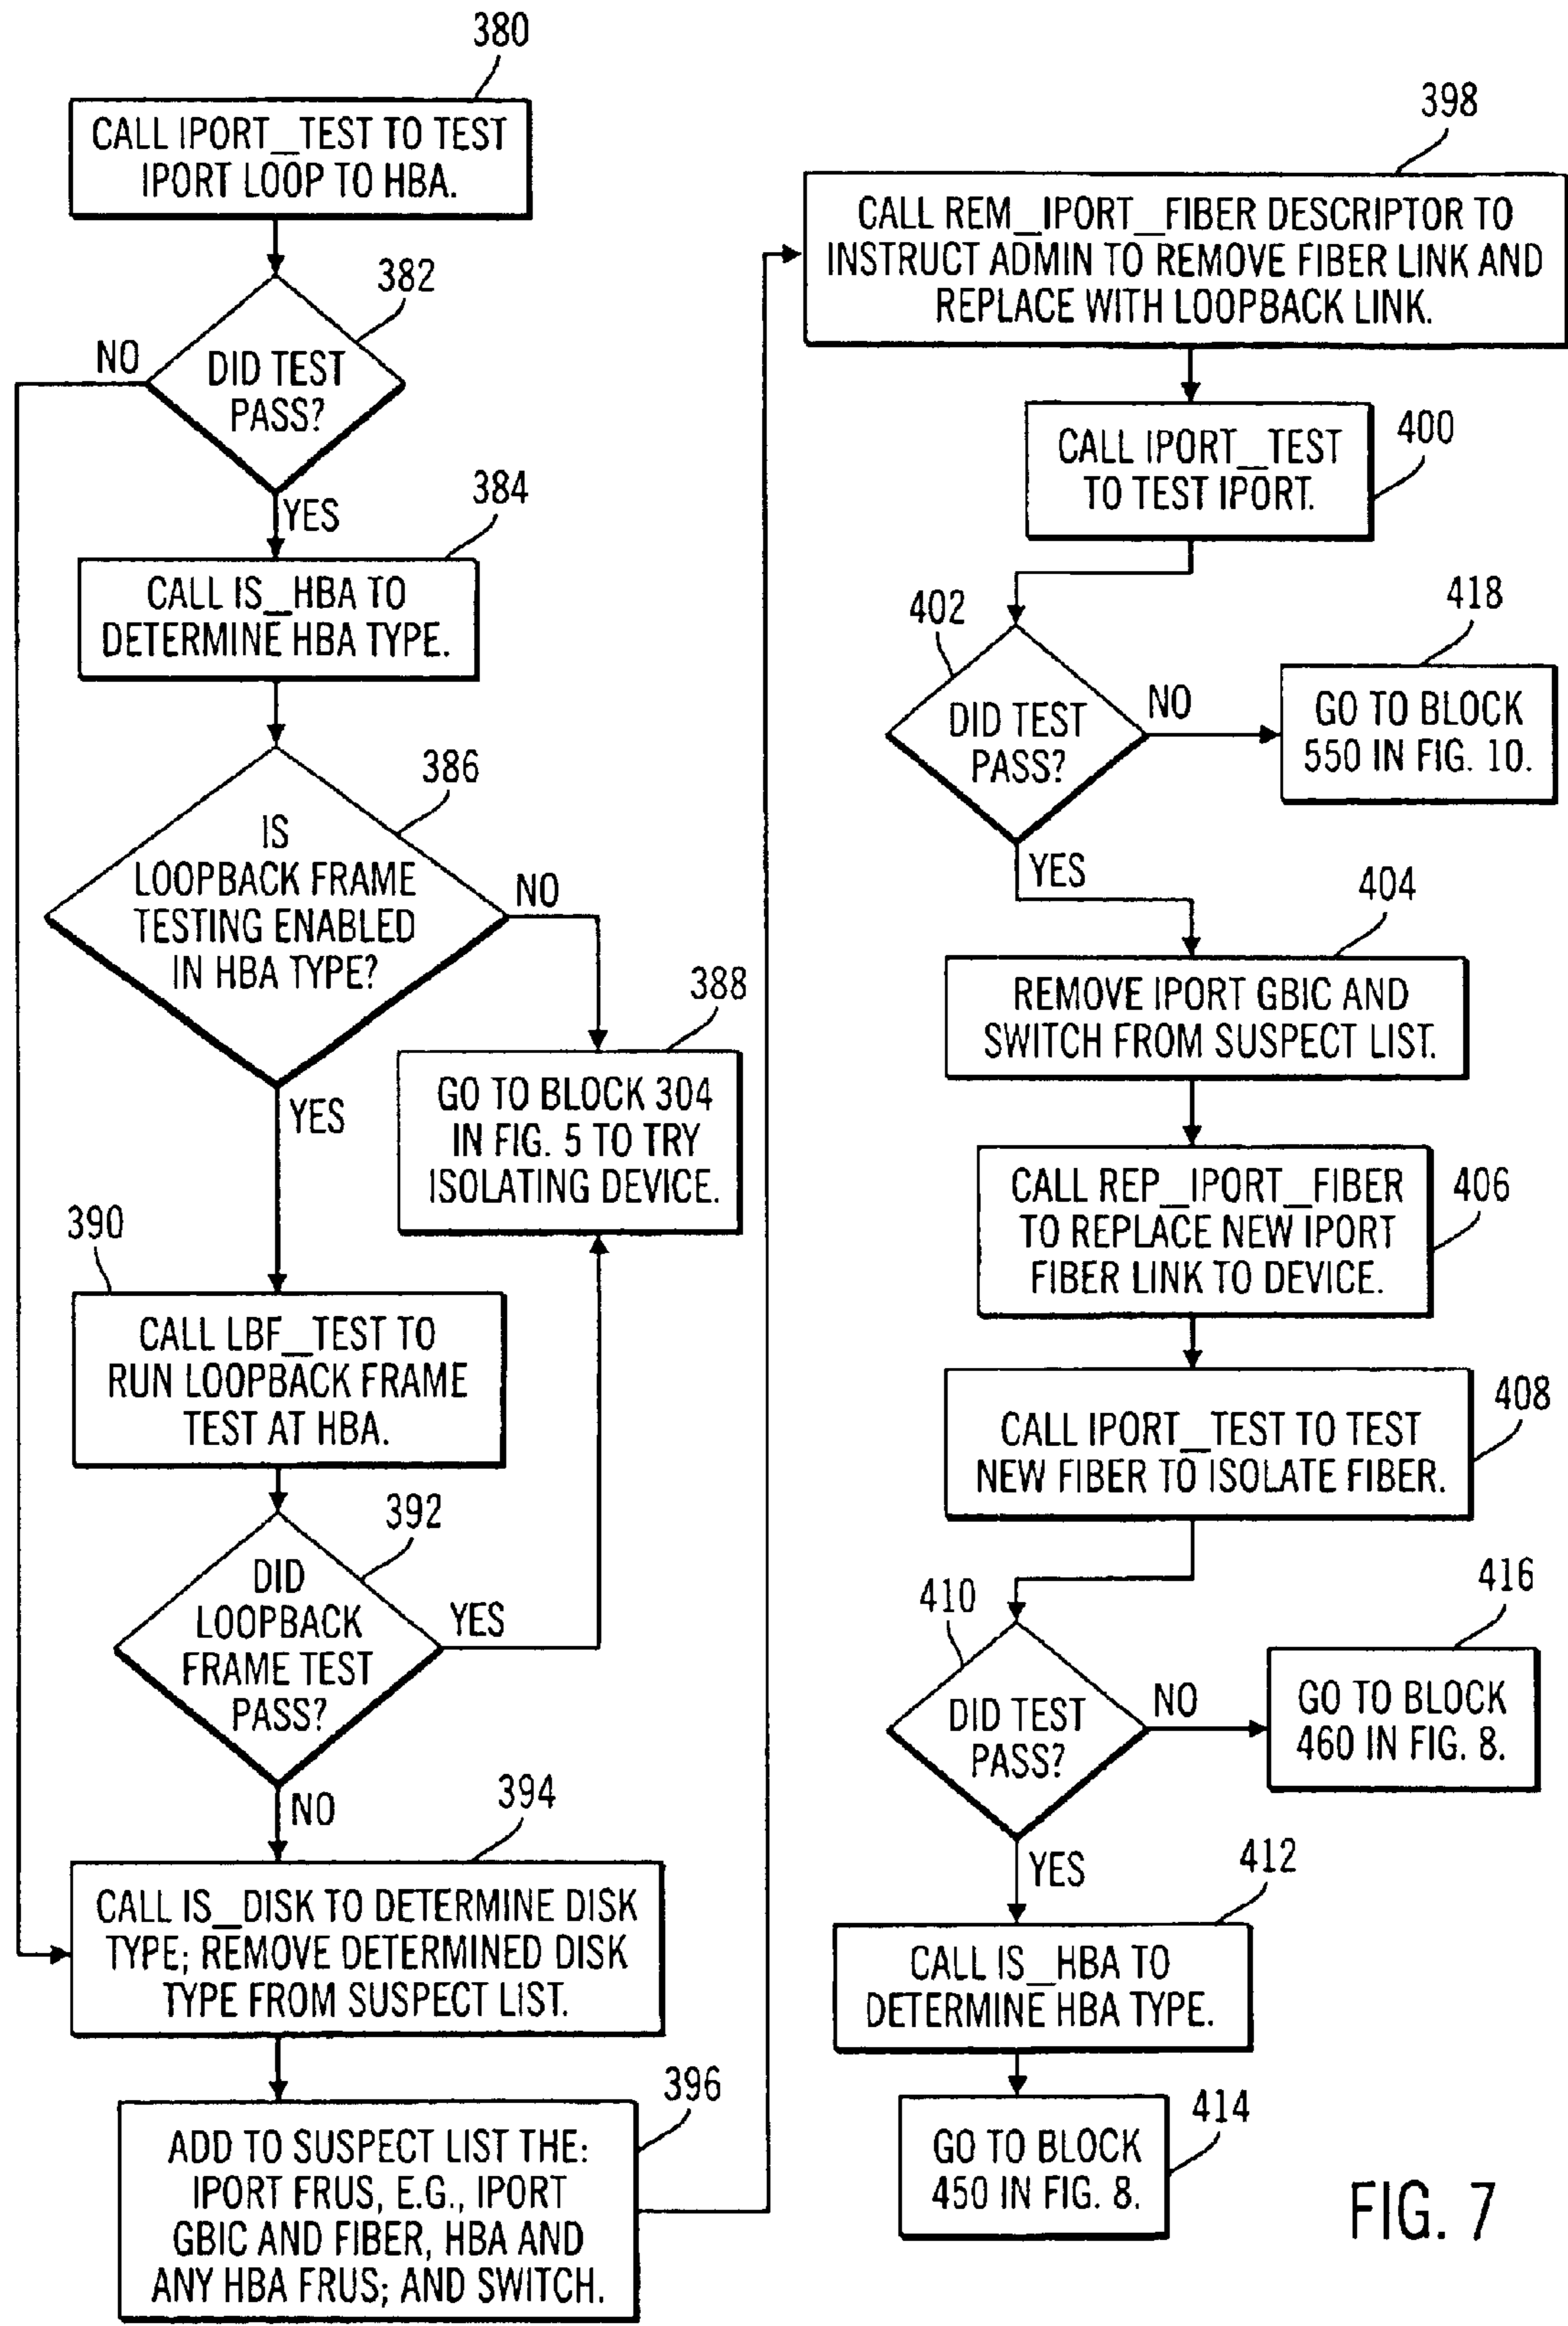 380
CALL IPORT_TEST TO TEST
IPORT LOOP TO HBA.
382
NO
DID TEST
PASS?
YES
384
CALL IS_HBA TO
DETERMINE HBA TYPE.
386
IS
LOOPBACK FRAME
TESTING ENABLED
IN HBA TYPE?
NO
YES
388
GO TO BLOCK 304
IN FIG. 5 TO TRY
ISOLATING DEVICE.
390
CALL LBF_TEST TO
RUN LOOPBACK FRAME
TEST AT HBA.
392
DID
LOOPBACK
FRAME TEST
PASS?
YES
NO
394
CALL IS_DISK TO DETERMINE DISK
TYPE; REMOVE DETERMINED DISK
TYPE FROM SUSPECT LIST.
396
ADD TO SUSPECT LIST THE:
IPORT FRUS, E.G., IPORT
GBIC AND FIBER, HBA AND
ANY HBA FRUS; AND SWITCH.
398
CALL REM_IPORT_FIBER DESCRIPTOR TO
INSTRUCT ADMIN TO REMOVE FIBER LINK AND
REPLACE WITH LOOPBACK LINK.
400
CALL IPORT_TEST
TO TEST IPORT.
402
DID TEST
PASS?
NO
YES
418
GO TO BLOCK
550 IN FIG. 10.
404
REMOVE IPORT GBIC AND
SWITCH FROM SUSPECT LIST.
406
CALL REP_IPORT_FIBER
TO REPLACE NEW IPORT
FIBER LINK TO DEVICE.
408
CALL IPORT_TEST TO TEST
NEW FIBER TO ISOLATE FIBER.
410
DID TEST
PASS?
NO
YES
416
GO TO BLOCK
460 IN FIG. 8.
412
CALL IS_HBA TO
DETERMINE HBA TYPE.
414
GO TO BLOCK
450 IN FIG. 8.
FIG. 7